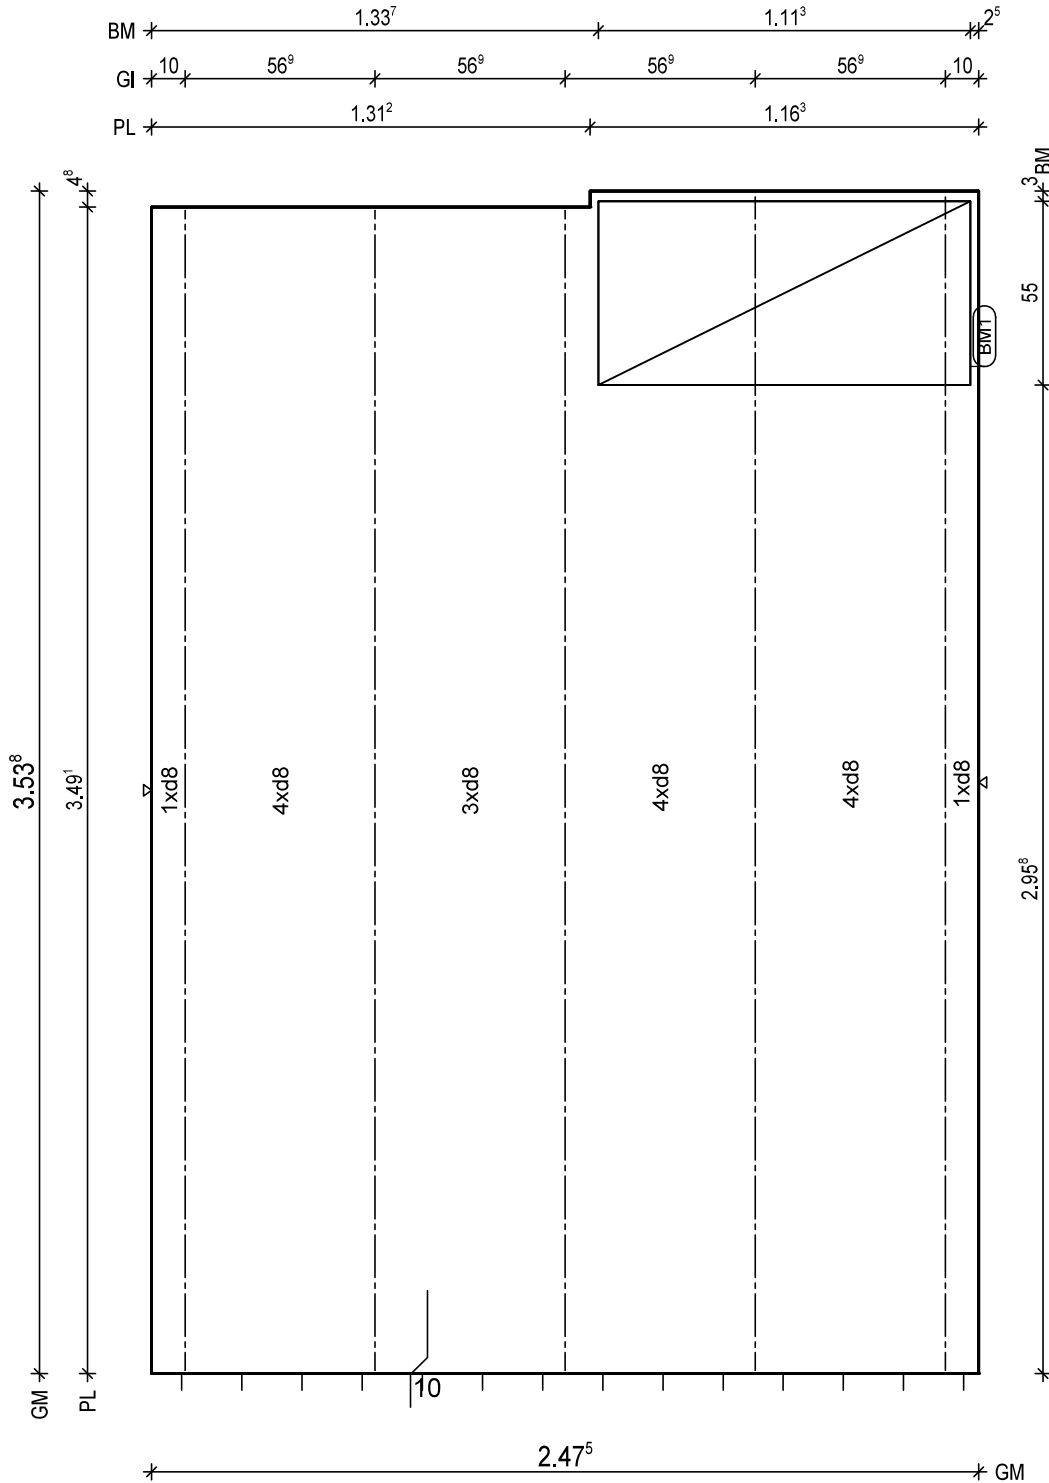 BM 1.33⁷ 1.11³ 2⁵
GI 10 56⁹ 56⁹ 56⁹ 56⁹ 10
PL 1.31² 1.16³
4⁸
3 BM
55
BM1
3.53⁸
3.49¹
1xd8 4xd8 3xd8 4xd8 4xd8 1xd8
2.95⁸
10
GM PL
2.47⁵ GM